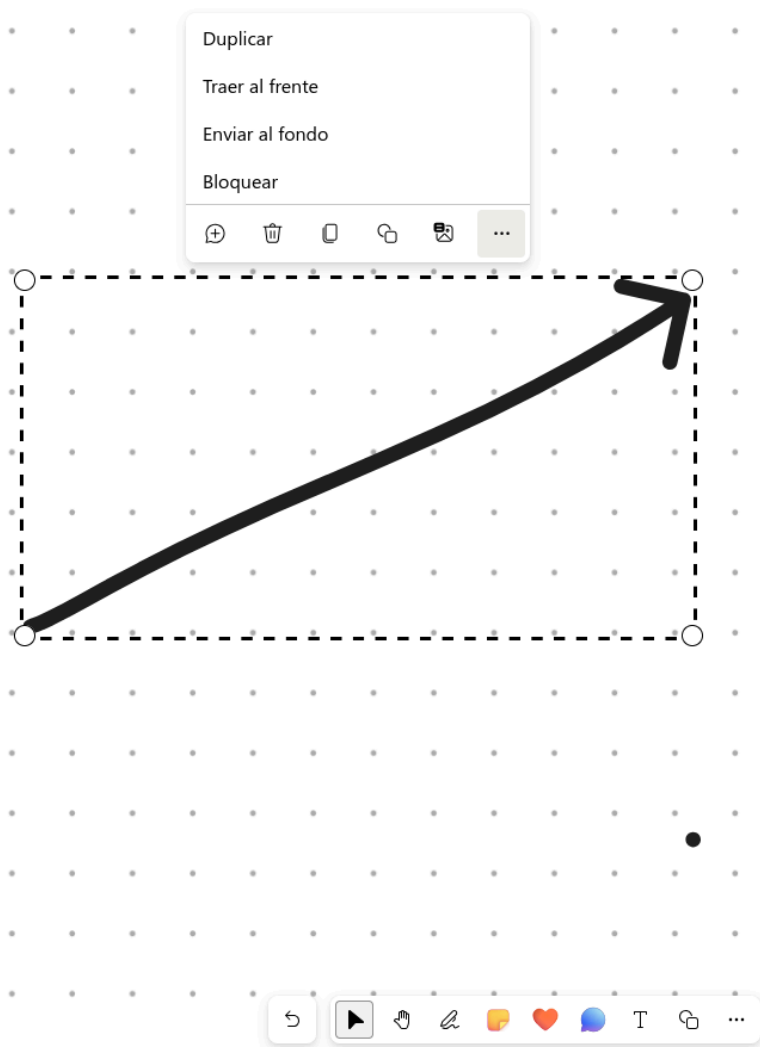 Duplicar
Traer al frente
Enviar al fondo
Bloquear
T